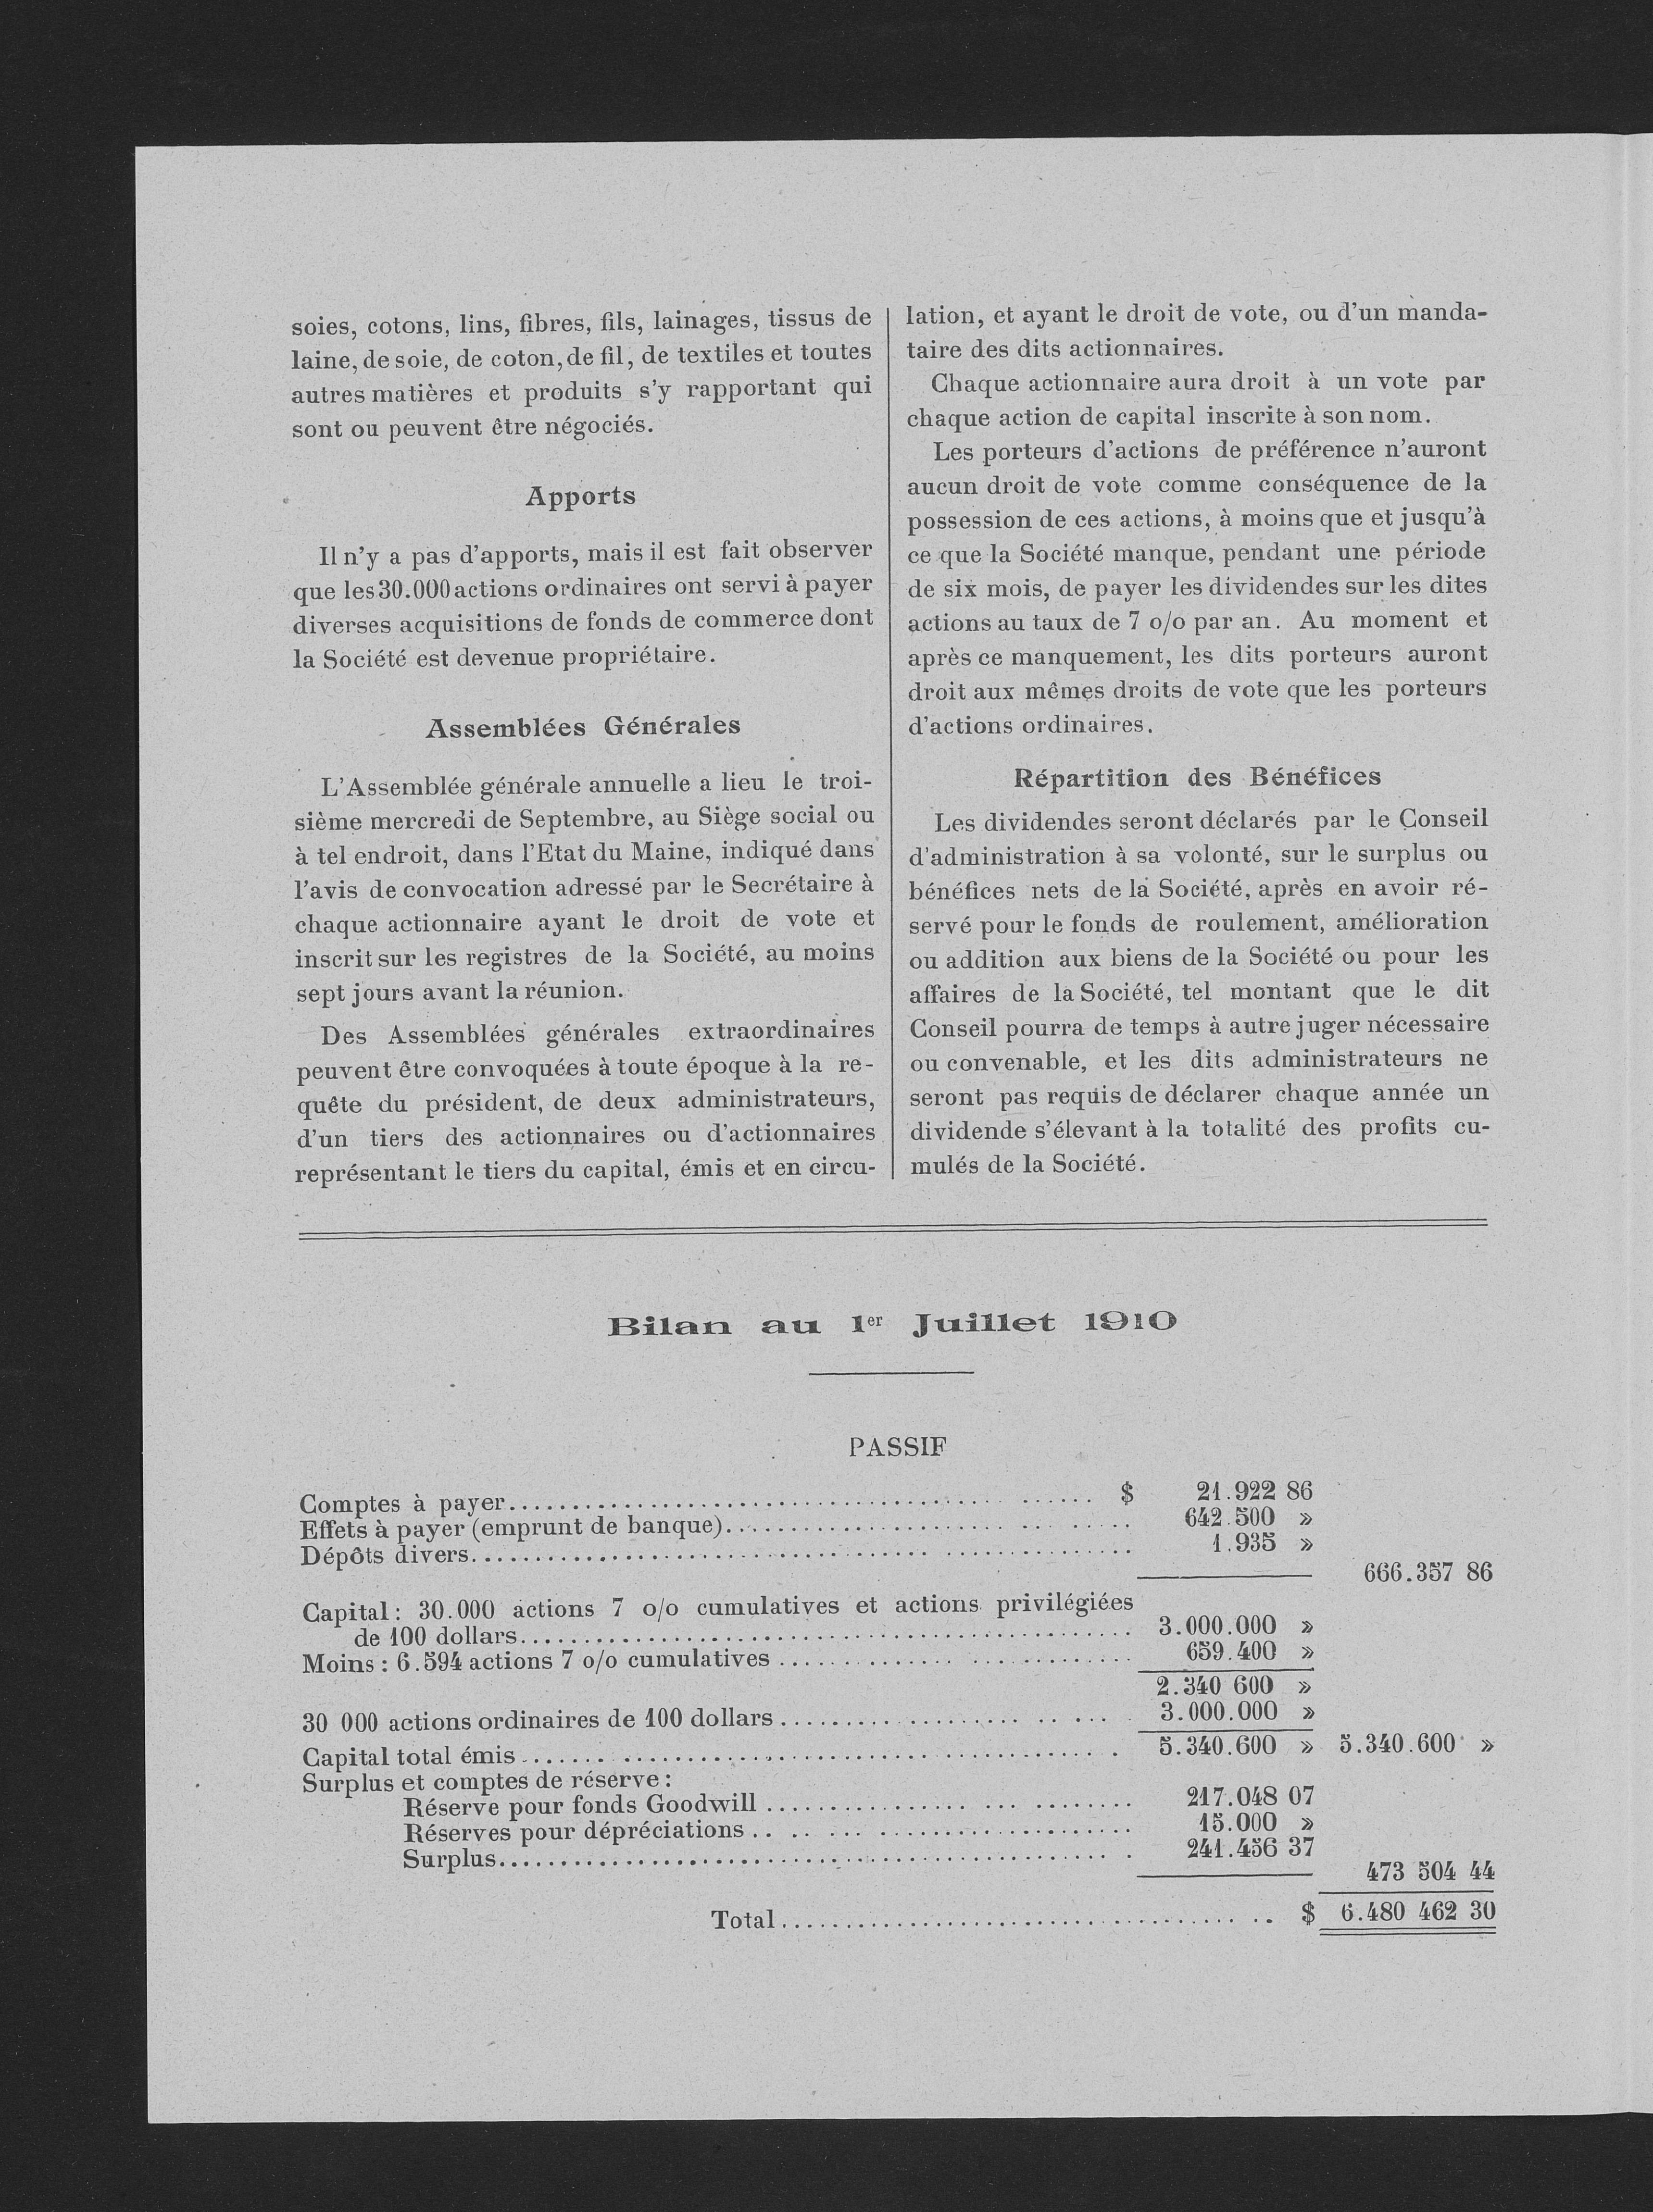 soies, cotons, lins, fibres, fils, lainages, tissus de
laine, de soie, de coton, de fil, de textiles et toutes
autres matières et produits s'y rapportant qui
sont ou peuvent être négociés.
Apports
Il n'y a pas d'apports, mais il est fait observer
que les 30.000 actions ordinaires ont servi à payer
diverses acquisitions de fonds de commerce dont
la Société est devenue propriétaire.
Assemblées Générales
L'Assemblée générale annuelle a lieu le troi-
sième mercredi de Septembre, au Siège social ou
à tel endroit, dans l'Etat du Maine, indiqué dans
l'avis de convocation adressé par le Secrétaire à
chaque actionnaire ayant le droit de vote et
inscrit sur les registres de la Société, au moins
sept jours avant la réunion.
Des Assemblées générales extraordinaires
peuvent être convoquées à toute époque à la re-
quête du président, de deux administrateurs,
d'un tiers des actionnaires ou d'actionnaires
représentant le tiers du capital, émis et en circu-
lation, et ayant le droit de vote, ou d'un manda-
taire des dits actionnaires.
Chaque actionnaire aura droit à un vote par
chaque action de capital inscrite à son nom.
Les porteurs d'actions de préférence n'auront
aucun droit de vote comme conséquence de la
possession de ces actions, à moins que et jusqu'à
ce que la Société manque, pendant une période
de six mois, de payer les dividendes sur les dites
actions au taux de 7 o/o par an. Au moment et
après ce manquement, les dits porteurs auront
droit aux mêmes droits de vote que les porteurs
d'actions ordinaires.
Répartition des Bénéfices
Les dividendes seront déclarés par le Conseil
d'administration à sa volonté, sur le surplus ou
bénéfices nets de la Société, après en avoir ré-
servé pour le fonds de roulement, amélioration
ou addition aux biens de la Société ou pour les
affaires de la Société, tel montant que le dit
Conseil pourra de temps à autre juger nécessaire
ou convenable, et les dits administrateurs ne
seront pas requis de déclarer chaque année un
dividende s'élevant à la totalité des profits cu-
mulés de la Société.
Bilan au 1er Juillet 1910
PASSIF
Comptes à payer........ $ 21.922 86
Effets à payer (emprunt de banque)........ 642.500 »
Dépôts divers........ 1.935 »
666.357 86
Capital : 30.000 actions 7 o/o cumulatives et actions privilégiées
de 100 dollars........ 3.000.000 »
Moins : 6.594 actions 7 o/o cumulatives ........ 659.400 »
2.340 600 »
30 000 actions ordinaires de 100 dollars ........ 3.000.000 »
Capital total émis ........ 5.340.600 » 5.340.600 »
Surplus et comptes de réserve :
Réserve pour fonds Goodwill ........ 217.048 07
Réserves pour dépréciations ........ 15.000 »
Surplus........ 241.456 37
473 504 44
Total ........ $ 6.480 462 30